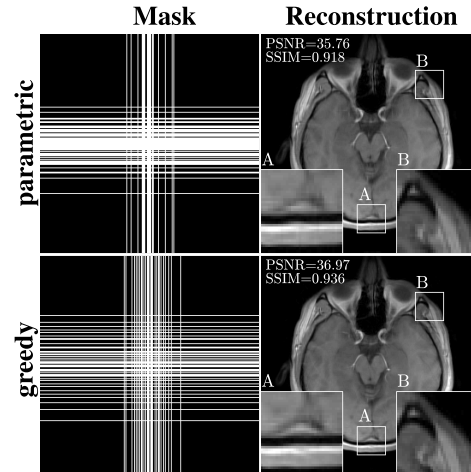 Mask Reconstruction
parametric
PSNR=35.76
SSIM=0.918
B
A
B
A
greedy
PSNR=36.97
SSIM=0.936
B
A
B
A